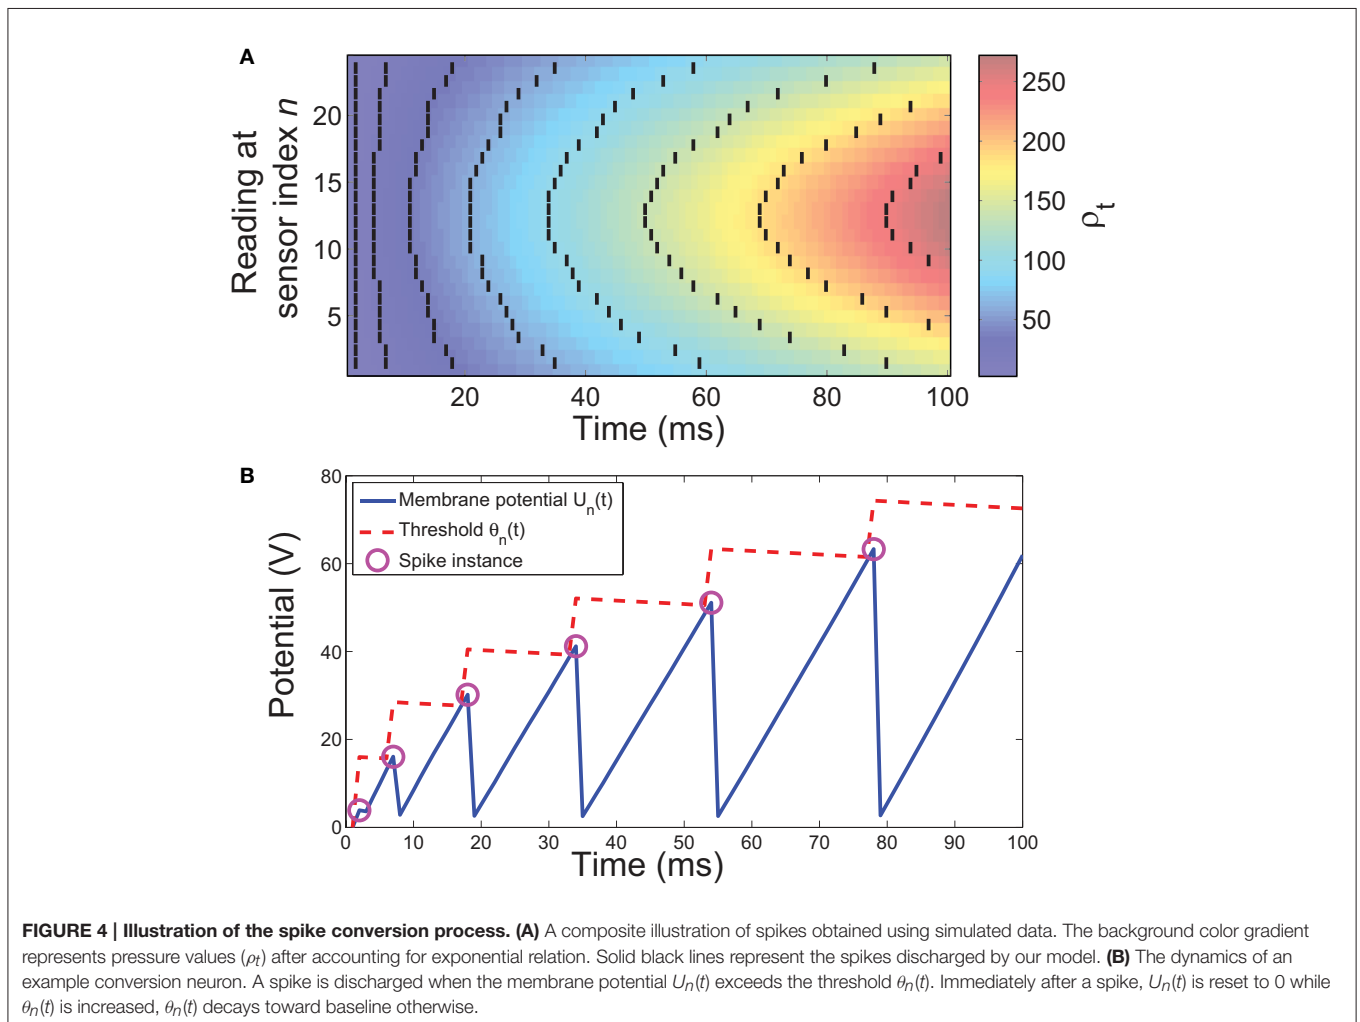 A
Reading at
sensor index n
20
15
10
5
20
40
60
80
100
Time (ms)
250
200
150
100
50
ρt
B
Potential (V)
80
60
40
20
0
Membrane potential Un(t)
Threshold θn(t)
Spike instance
0
10
20
30
40
50
60
70
80
90
100
Time (ms)
FIGURE 4 | Illustration of the spike conversion process. (A) A composite illustration of spikes obtained using simulated data. The background color gradient
represents pressure values (ρt) after accounting for exponential relation. Solid black lines represent the spikes discharged by our model. (B) The dynamics of an
example conversion neuron. A spike is discharged when the membrane potential Un(t) exceeds the threshold θn(t). Immediately after a spike, Un(t) is reset to 0 while
θn(t) is increased, θn(t) decays toward baseline otherwise.